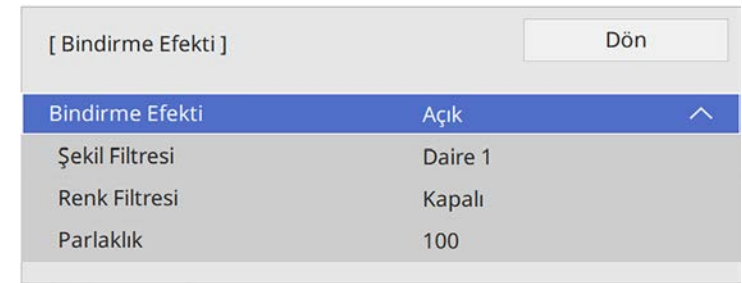 [ Bindirme Efekti ]
Dön
Bindirme Efekti Açık
Şekil Filtresi Daire 1
Renk Filtresi Kapalı
Parlaklık 100